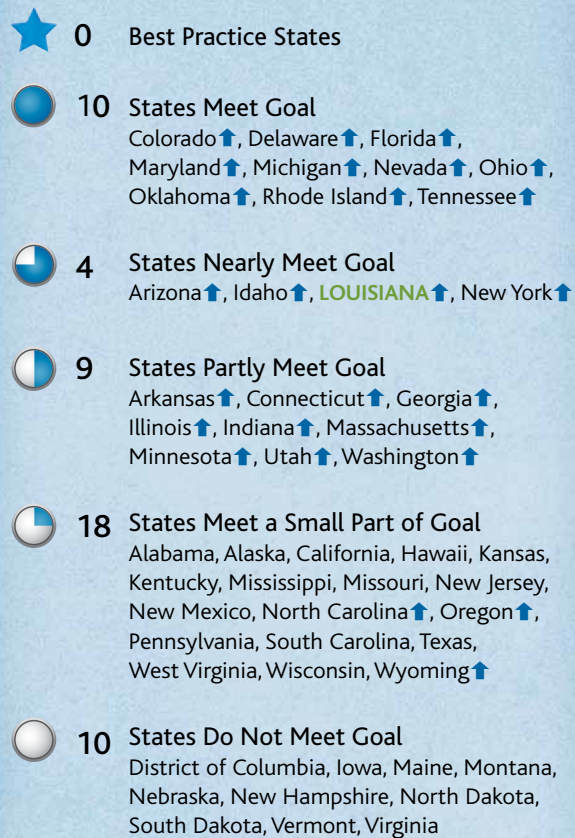 0 Best Practice States
10 States Meet Goal
Colorado⬆, Delaware⬆, Florida⬆,
Maryland⬆, Michigan⬆, Nevada⬆, Ohio⬆,
Oklahoma⬆, Rhode Island⬆, Tennessee⬆
4 States Nearly Meet Goal
Arizona⬆, Idaho⬆, LOUISIANA⬆, New York⬆
9 States Partly Meet Goal
Arkansas⬆, Connecticut⬆, Georgia⬆,
Illinois⬆, Indiana⬆, Massachusetts⬆,
Minnesota⬆, Utah⬆, Washington⬆
18 States Meet a Small Part of Goal
Alabama, Alaska, California, Hawaii, Kansas,
Kentucky, Mississippi, Missouri, New Jersey,
New Mexico, North Carolina⬆, Oregon⬆,
Pennsylvania, South Carolina, Texas,
West Virginia, Wisconsin, Wyoming⬆
10 States Do Not Meet Goal
District of Columbia, Iowa, Maine, Montana,
Nebraska, New Hampshire, North Dakota,
South Dakota, Vermont, Virginia